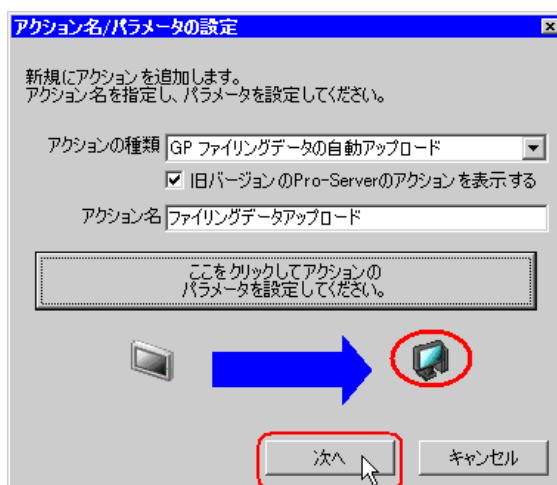 アクション名/パラメータの設定
新規にアクションを追加します。
アクション名を指定し、パラメータを設定してください。
アクションの種類 GP ファイリングデータの自動アップロード
旧バージョンのPro-Serverのアクションを表示する
アクション名 ファイリングデータアップロード
ここをクリックしてアクションの
パラメータを設定してください。
次へ キャンセル